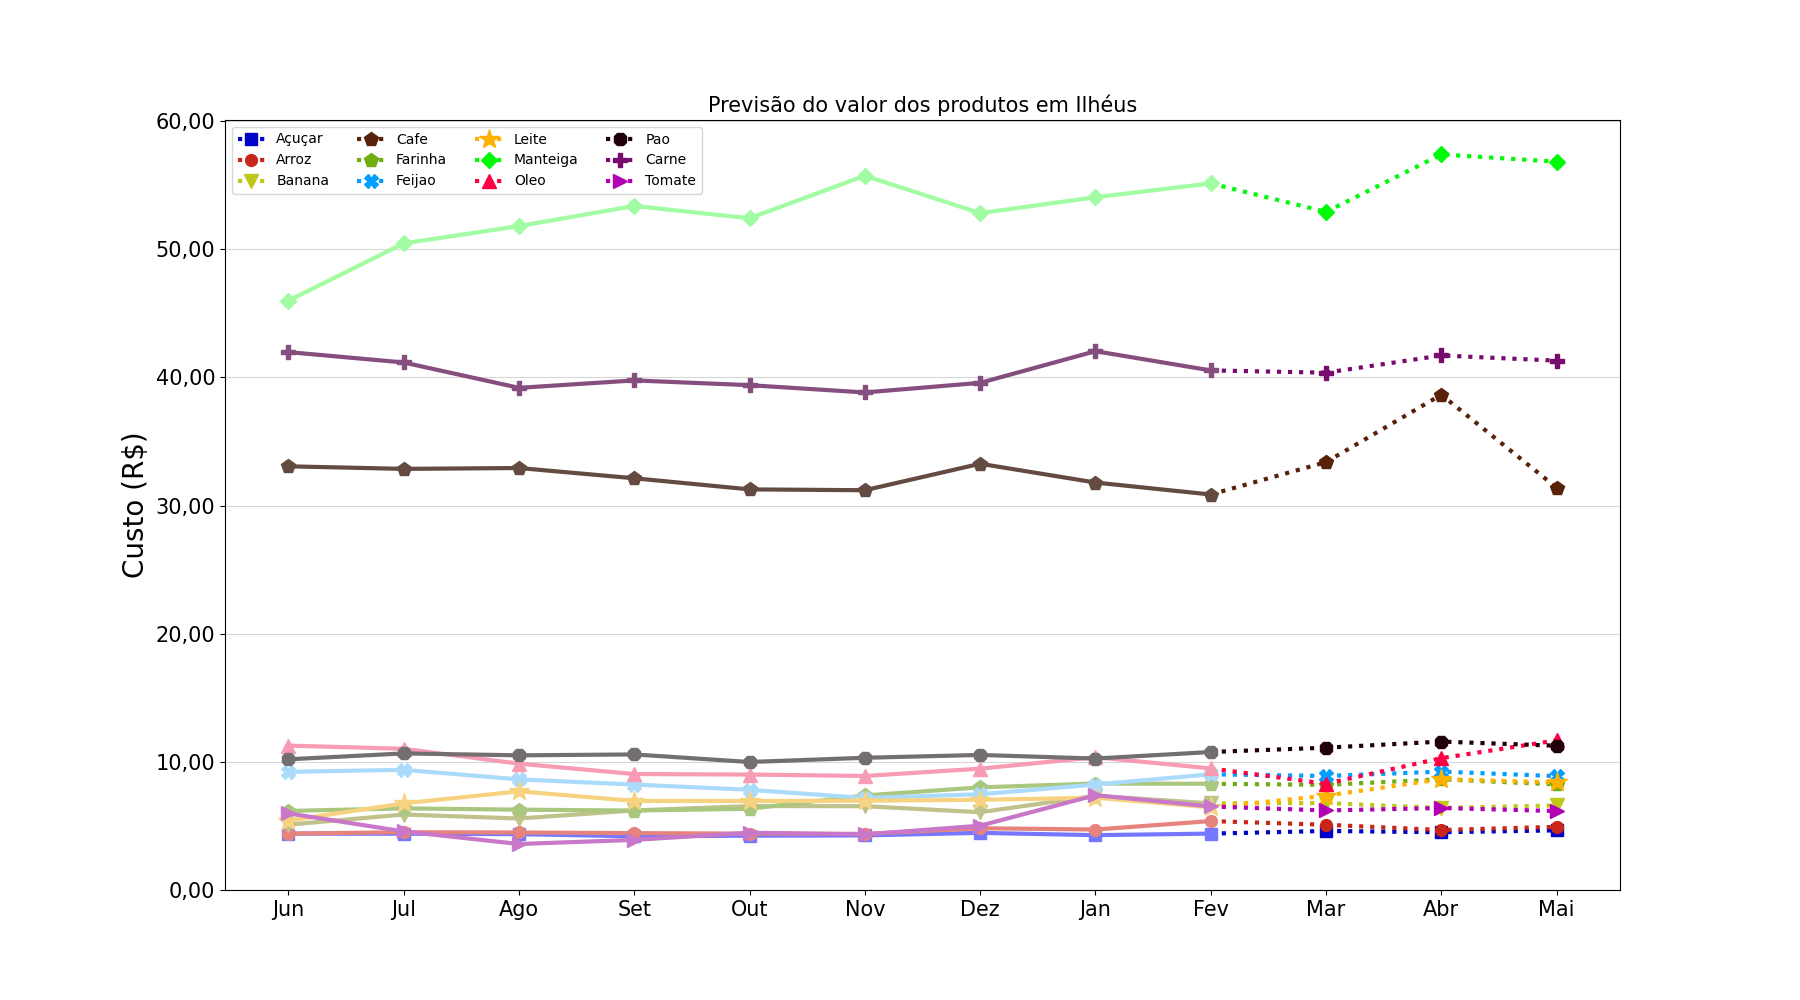 Previsão do valor dos produtos em Ilhéus
60,00
50,00
40,00
30,00
20,00
10,00
0,00
Custo (R$)
Açuçar
Arroz
Banana
Cafe
Farinha
Feijao
Leite
Manteiga
Oleo
Pao
Carne
Tomate
Jun Jul Ago Set Out Nov Dez Jan Fev Mar Abr Mai